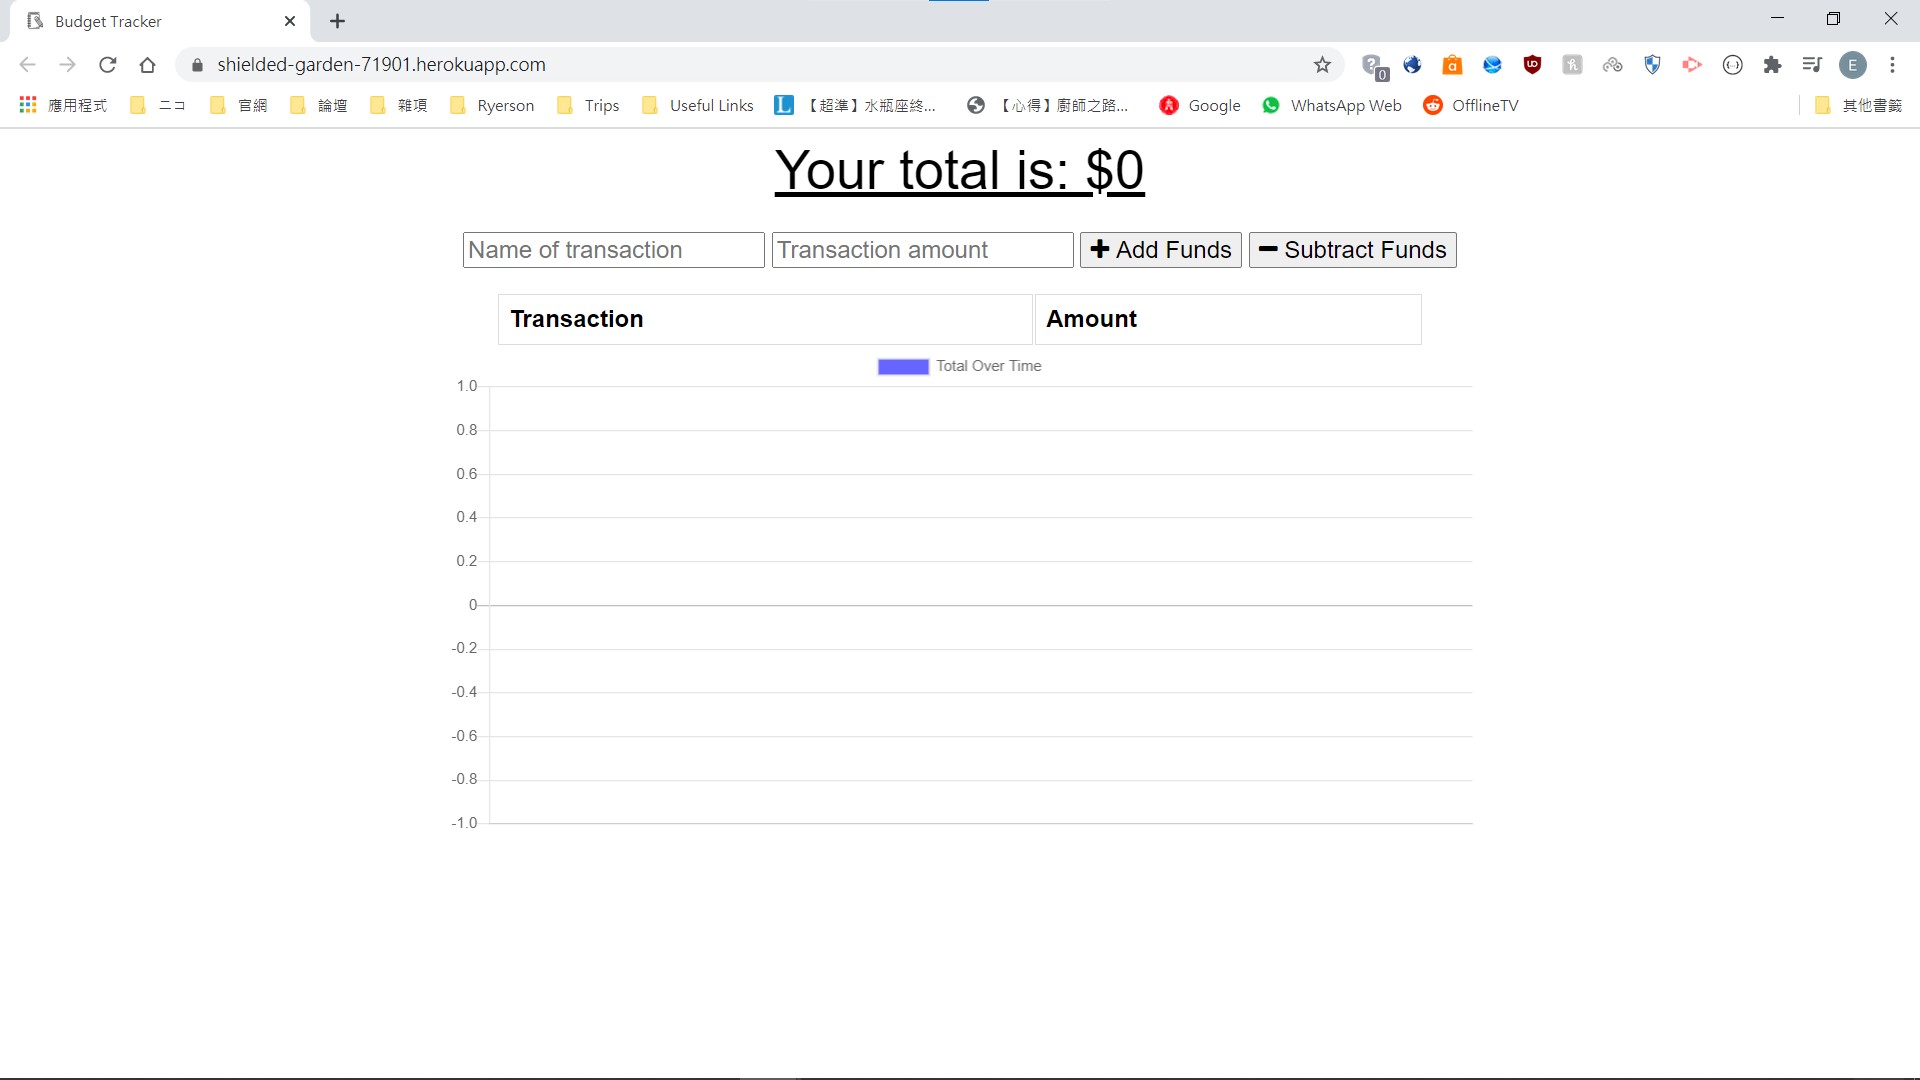 Budget Tracker
shielded-garden-71901.herokuapp.com
0
E
應用程式 ニコ 官網 論壇 雜項 Ryerson Trips Useful Links L 【超準】水瓶座終... 【心得】廚師之路... Google WhatsApp Web OfflineTV 其他書籤
Your total is: $0
Name of transaction Transaction amount Add Funds Subtract Funds
Transaction Amount
Total Over Time
1.0
0.8
0.6
0.4
0.2
0
-0.2
-0.4
-0.6
-0.8
-1.0